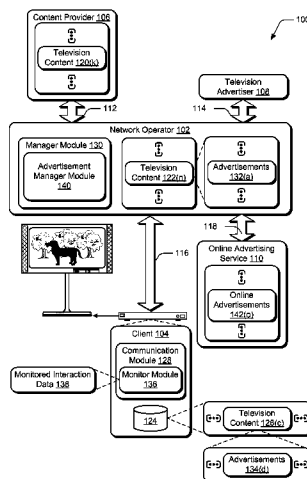 100
Content Provider 106
Television
Content 120(k)
Television
Advertiser 108
112
114
Network Operator 102
Manager Module 130
Advertisement
Manager Module
140
Television
Content 122(n)
Advertisements
132(a)
118
116
Online Advertising
Service 110
Online
Advertisements
142(o)
Client 104
Communication
Module 128
Monitor Module
136
Monitored Interaction
Data 138
124
Television
Content 126(c)
Advertisements
134(d)